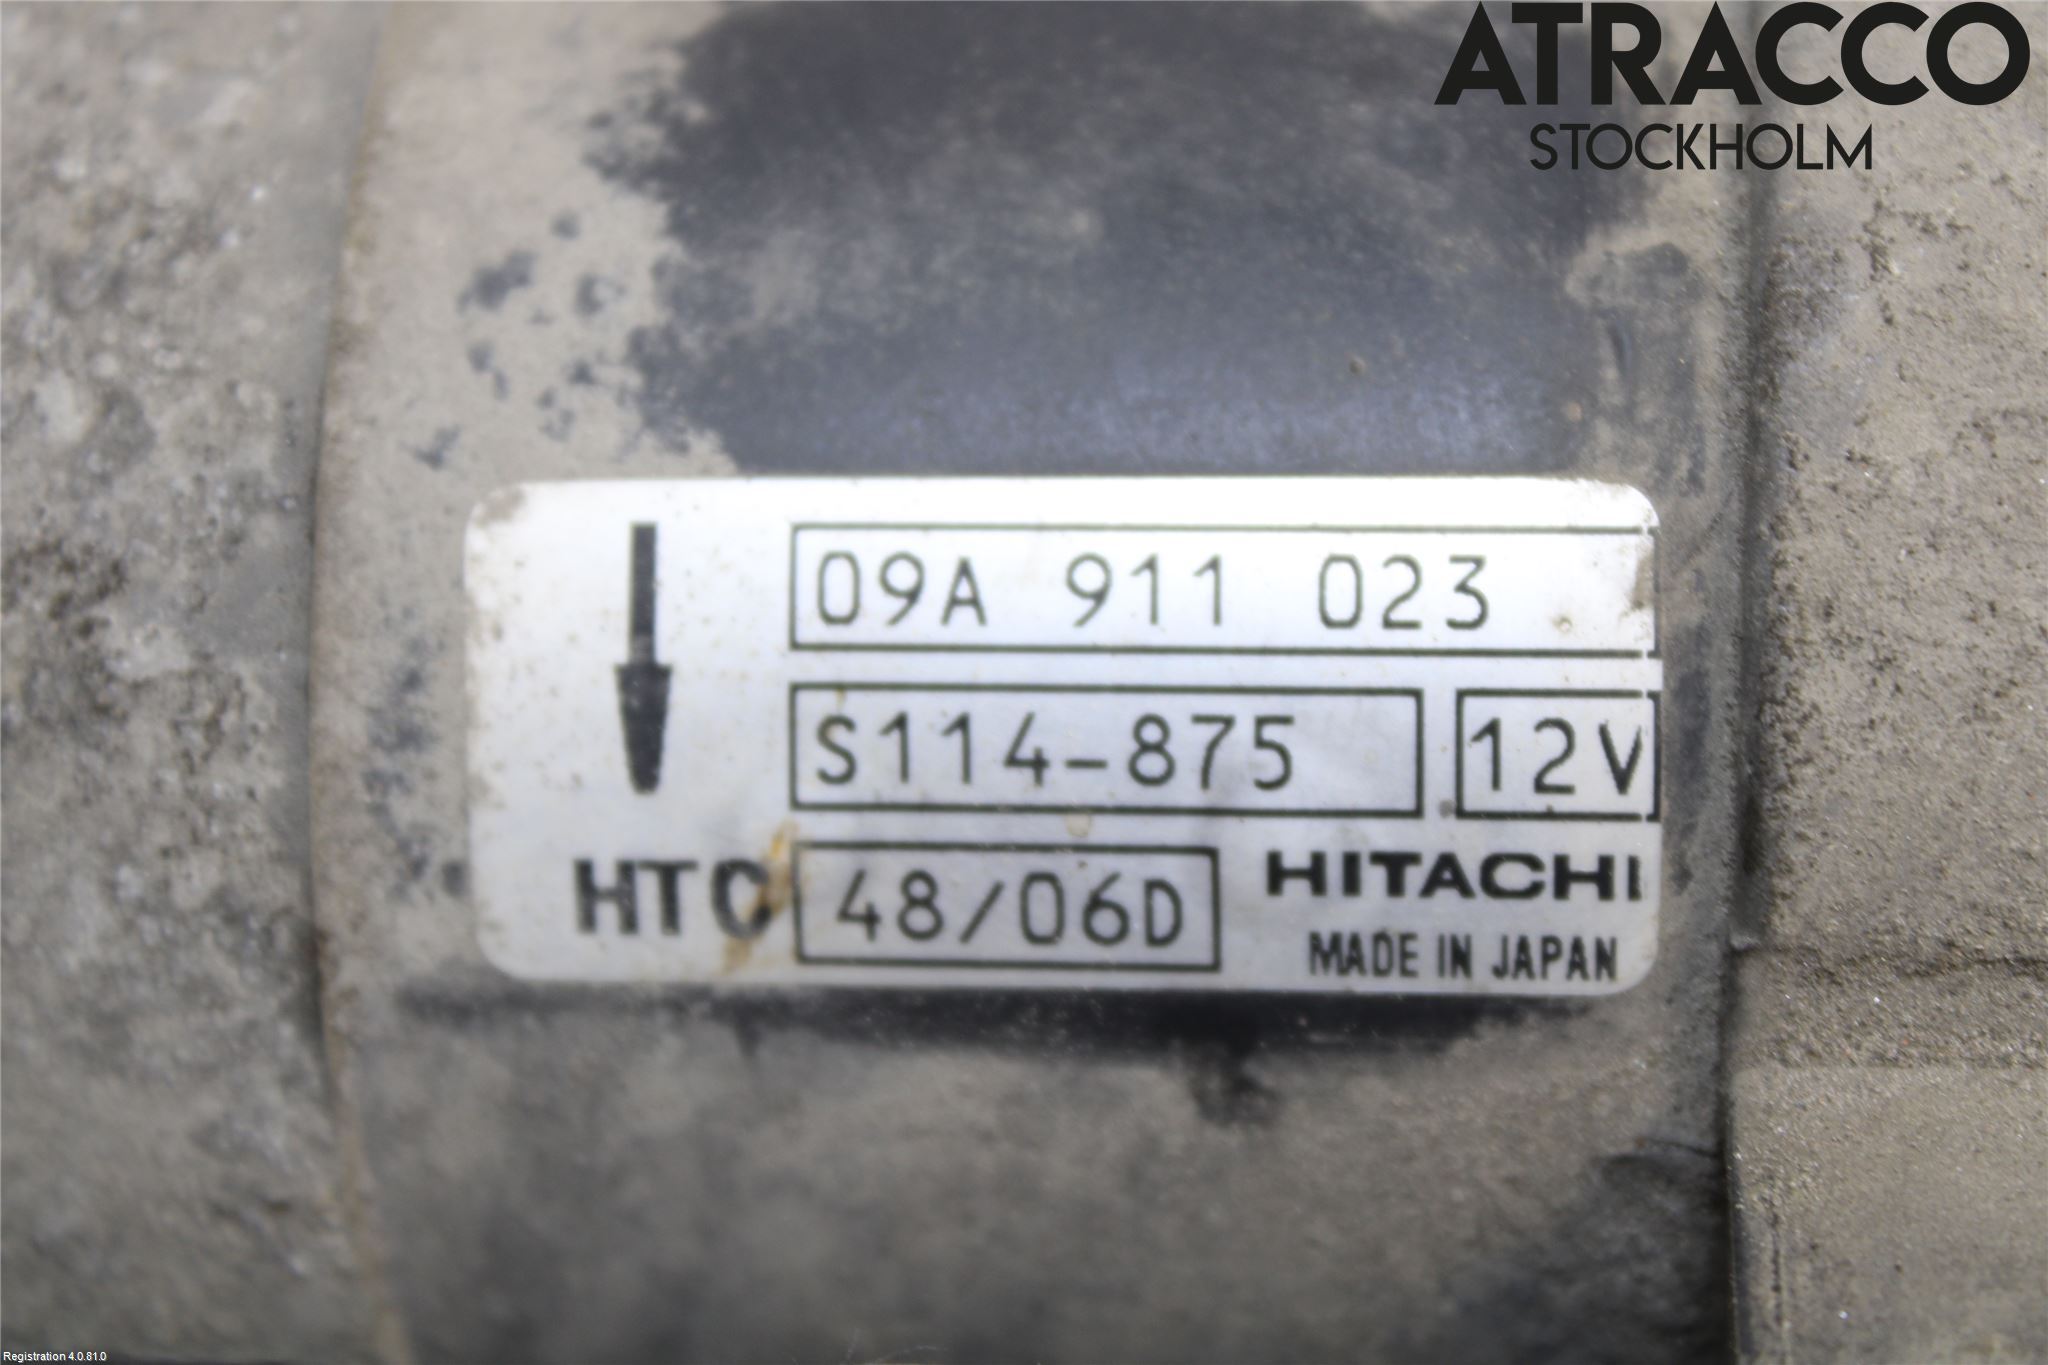 ATRACCO
STOCKHOLM
09A 911 023
S114-875 12V
HTC 48/06D HITACHI
MADE IN JAPAN
Registration 4.0.81.0